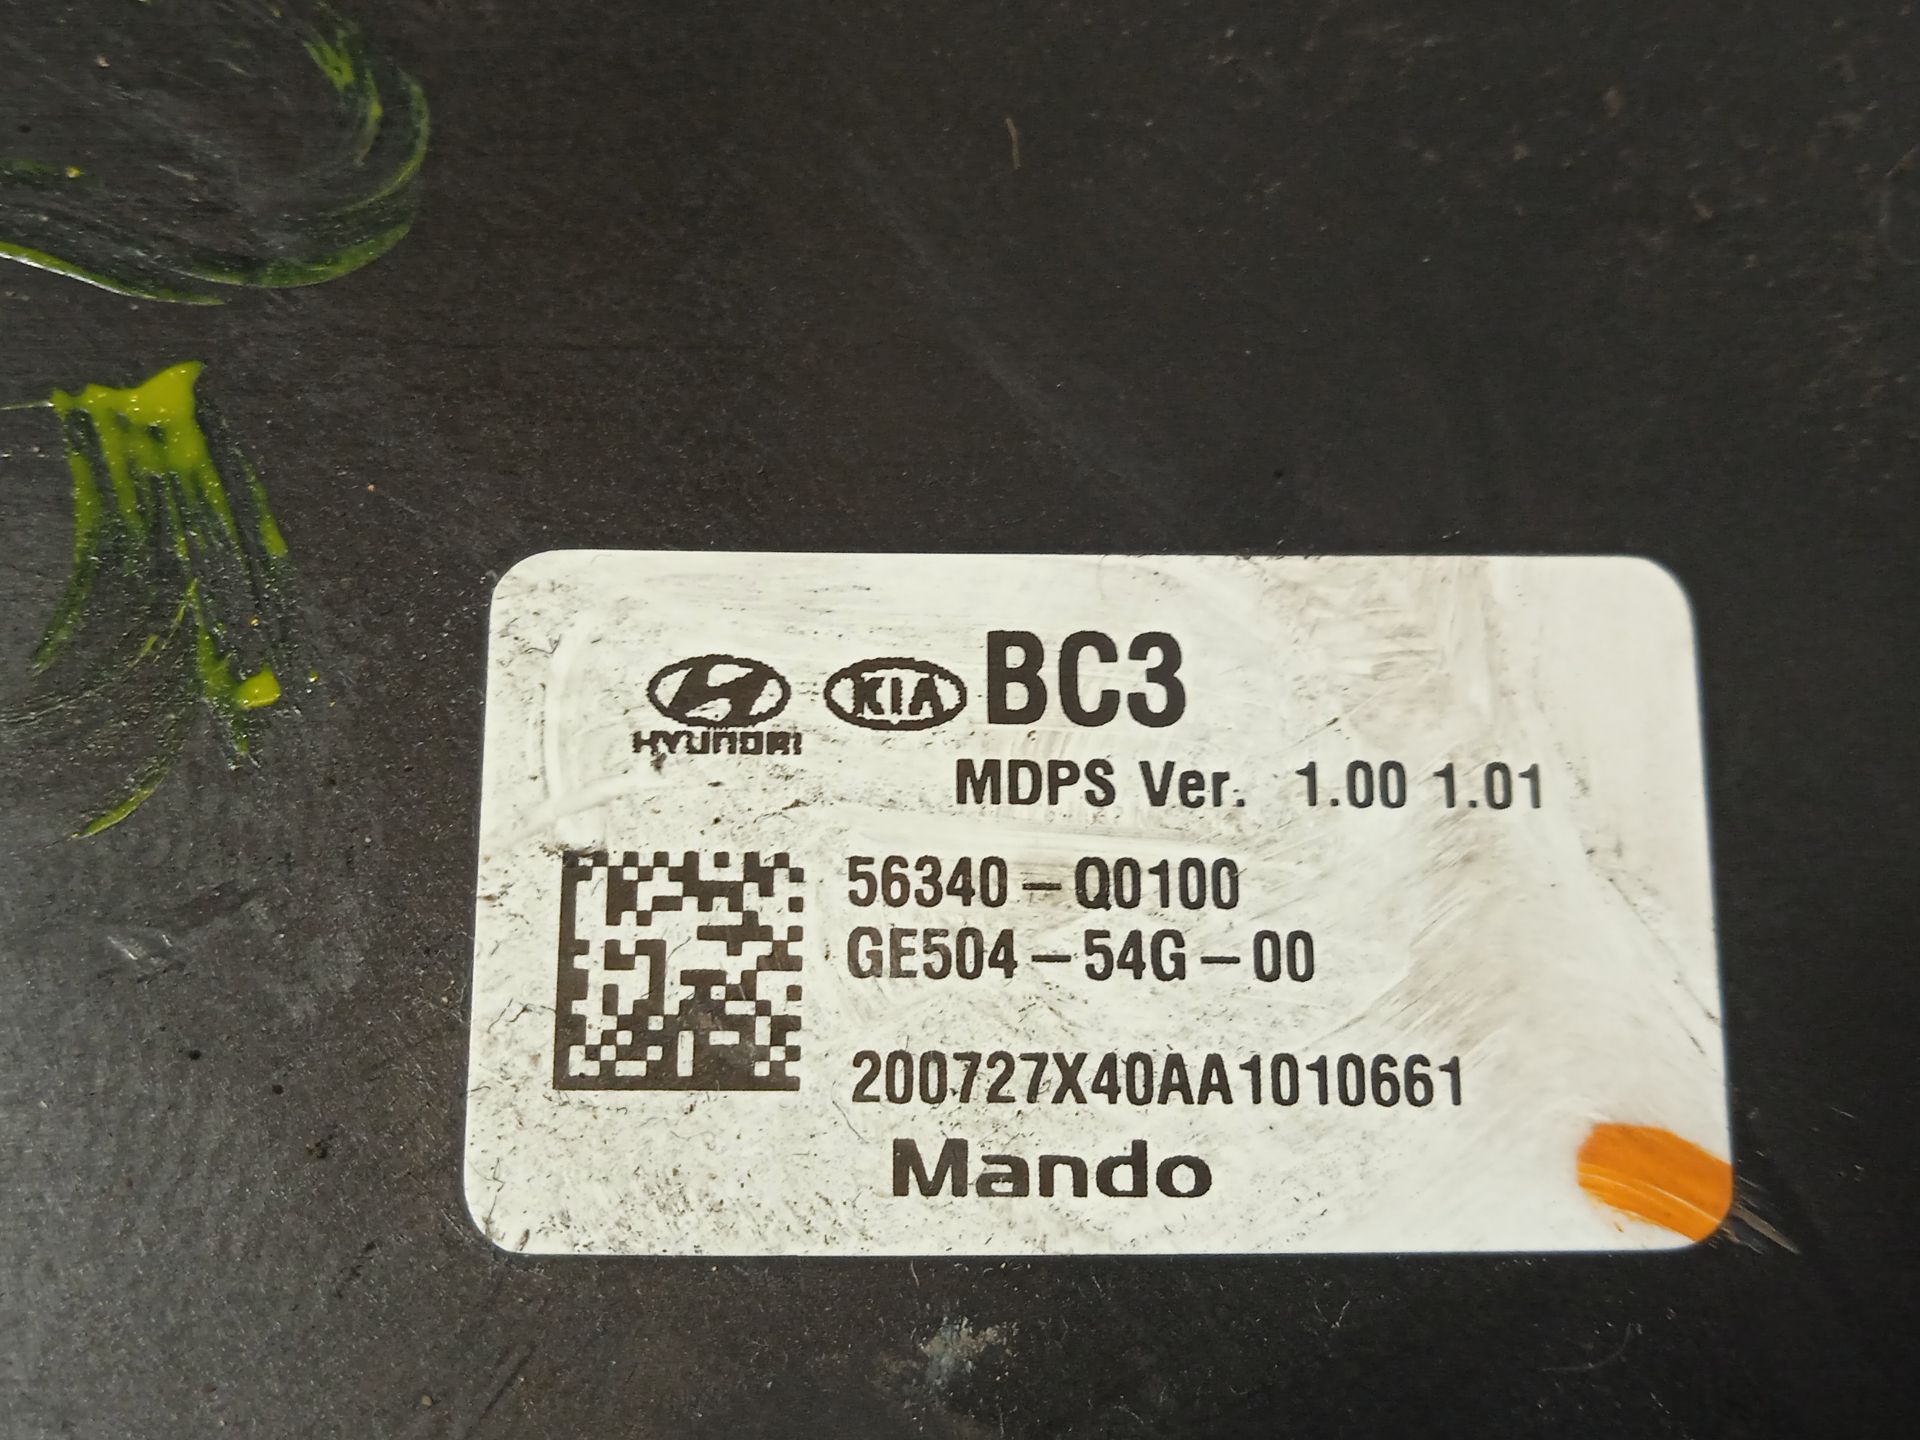 HYUNDAI KIA BC3
MDPS Ver. 1.00 1.01
56340-Q0100
GE504-54G-00
200727X40AA1010661
Mando